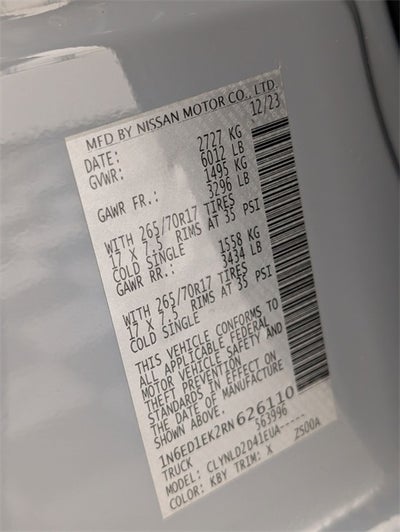 MFD BY NISSAN MOTOR CO., LTD.
DATE: 12/23
GVWR: 2727 KG
6012 LB
GAWR FR.: 1495 KG
3296 LB
WITH 265/70R17 TIRES
17 X 7.5 RIMS AT 35 PSI
COLD SINGLE
GAWR RR.: 1558 KG
3434 LB
WITH 265/70R17 TIRES
17 X 7.5 RIMS AT 35 PSI
COLD SINGLE
THIS VEHICLE CONFORMS TO
ALL APPLICABLE FEDERAL
MOTOR VEHICLE SAFETY AND
THEFT PREVENTION
STANDARDS IN EFFECT ON
THE DATE OF MANUFACTURE
SHOWN ABOVE.
1N6ED1EK2RN626110
TRUCK 563996
MODEL: CLYNLD2D41EUA-----
COLOR: KBY TRIM: X ZS00A